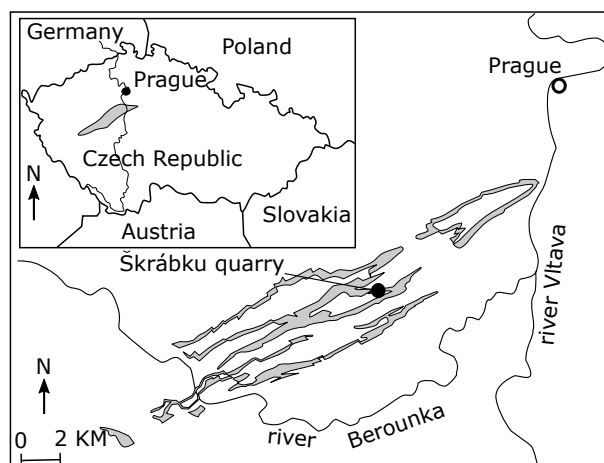 Germany
Poland
Prague
Prague
Czech Republic
N
Slovakia
Austria
Škrábku quarry
river Vltava
N
river Berounka
0 2 KM